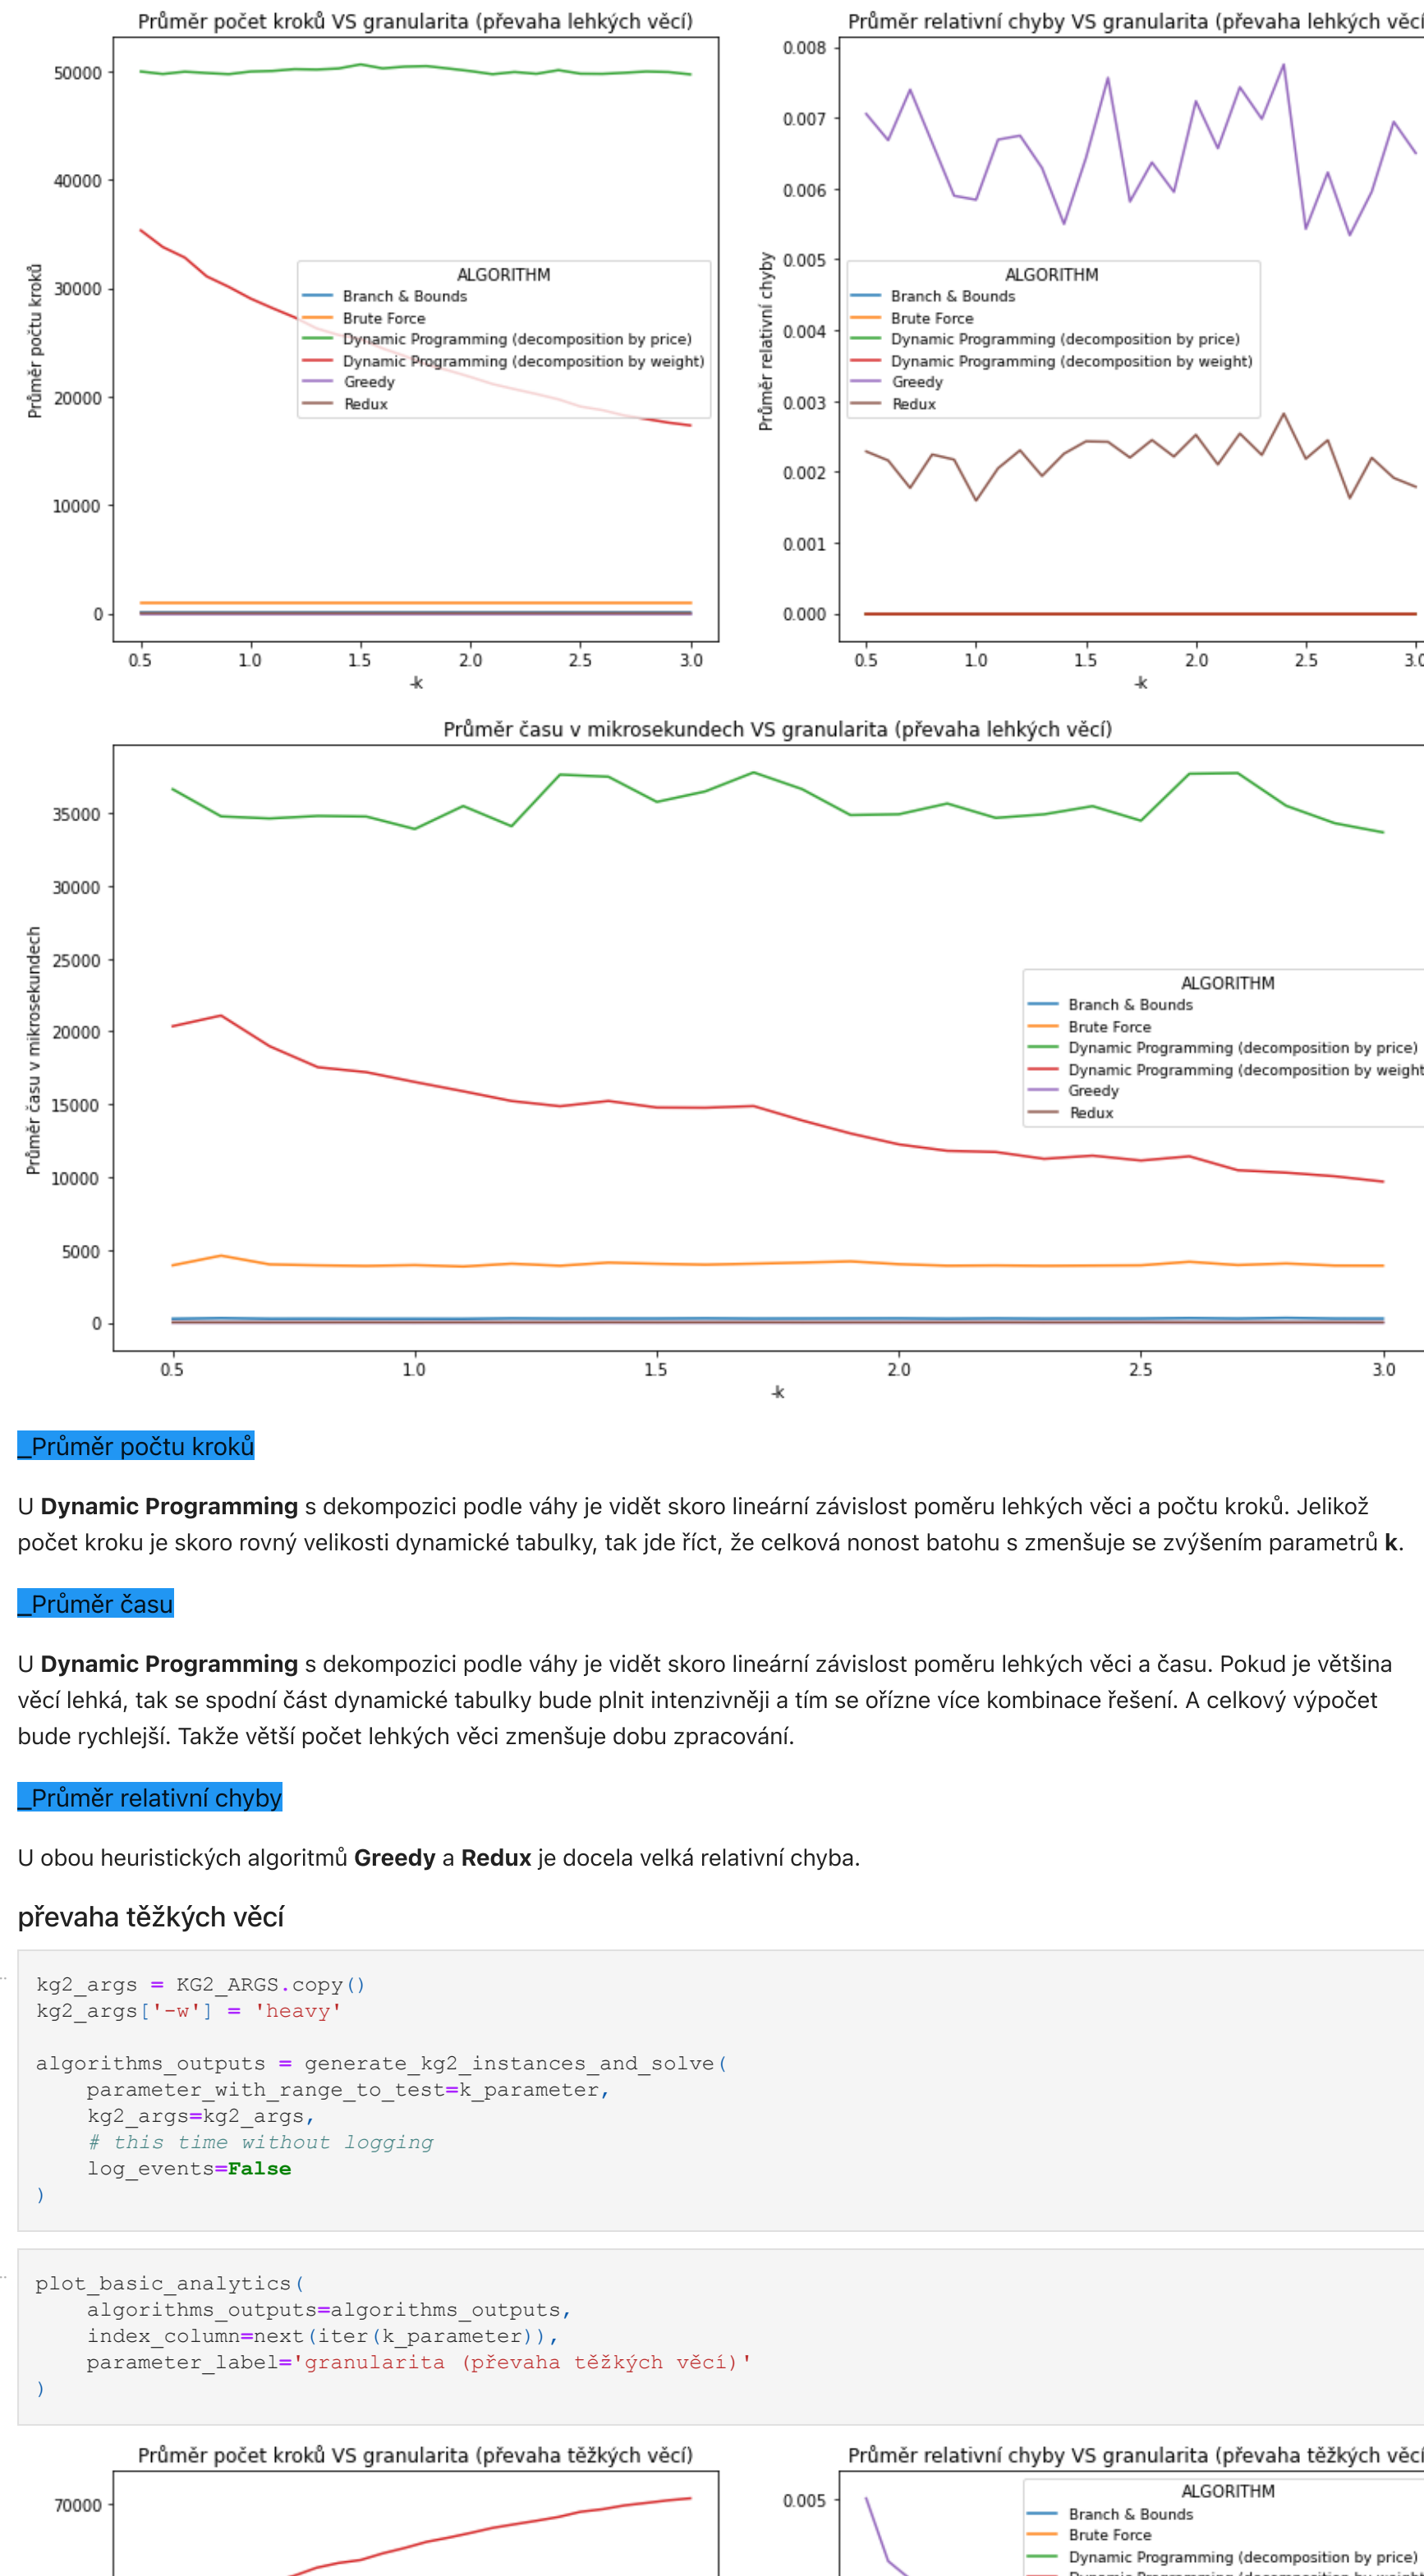 Průměr počet kroků VS granularita (převaha lehkých věcí)
Průměr počtu kroků
50000
40000
30000
20000
10000
0
ALGORITHM
Branch & Bounds
Brute Force
Dynamic Programming (decomposition by price)
Dynamic Programming (decomposition by weight)
Greedy
Redux
0.5 1.0 1.5 2.0 2.5 3.0
-k
Průměr relativní chyby VS granularita (převaha lehkých věcí
Průměr relativní chyby
0.008
0.007
0.006
0.005
0.004
0.003
0.002
0.001
0.000
ALGORITHM
Branch & Bounds
Brute Force
Dynamic Programming (decomposition by price)
Dynamic Programming (decomposition by weight)
Greedy
Redux
0.5 1.0 1.5 2.0 2.5 3.0
-k
Průměr času v mikrosekundech VS granularita (převaha lehkých věcí)
Průměr času v mikrosekundech
35000
30000
25000
20000
15000
10000
5000
0
ALGORITHM
Branch & Bounds
Brute Force
Dynamic Programming (decomposition by price)
Dynamic Programming (decomposition by weight
Greedy
Redux
0.5 1.0 1.5 2.0 2.5 3.0
-k
_Průměr počtu kroků
U Dynamic Programming s dekompozici podle váhy je vidět skoro lineární závislost poměru lehkých věci a počtu kroků. Jelikož
počet kroku je skoro rovný velikosti dynamické tabulky, tak jde říct, že celková nonost batohu s zmenšuje se zvýšením parametrů k.
_Průměr času
U Dynamic Programming s dekompozici podle váhy je vidět skoro lineární závislost poměru lehkých věci a času. Pokud je většina
věcí lehká, tak se spodní část dynamické tabulky bude plnit intenzivněji a tím se ořízne více kombinace řešení. A celkový výpočet
bude rychlejší. Takže větší počet lehkých věci zmenšuje dobu zpracování.
_Průměr relativní chyby
U obou heuristických algoritmů Greedy a Redux je docela velká relativní chyba.
převaha těžkých věcí
kg2_args = KG2_ARGS.copy()
kg2_args['-w'] = 'heavy'
algorithms_outputs = generate_kg2_instances_and_solve(
parameter_with_range_to_test=k_parameter,
kg2_args=kg2_args,
# this time without logging
log_events=False
)
plot_basic_analytics(
algorithms_outputs=algorithms_outputs,
index_column=next(iter(k_parameter)),
parameter_label='granularita (převaha těžkých věcí)'
)
Průměr počet kroků VS granularita (převaha těžkých věcí)
70000
Průměr relativní chyby VS granularita (převaha těžkých věcí
0.005
ALGORITHM
Branch & Bounds
Brute Force
Dynamic Programming (decomposition by price)